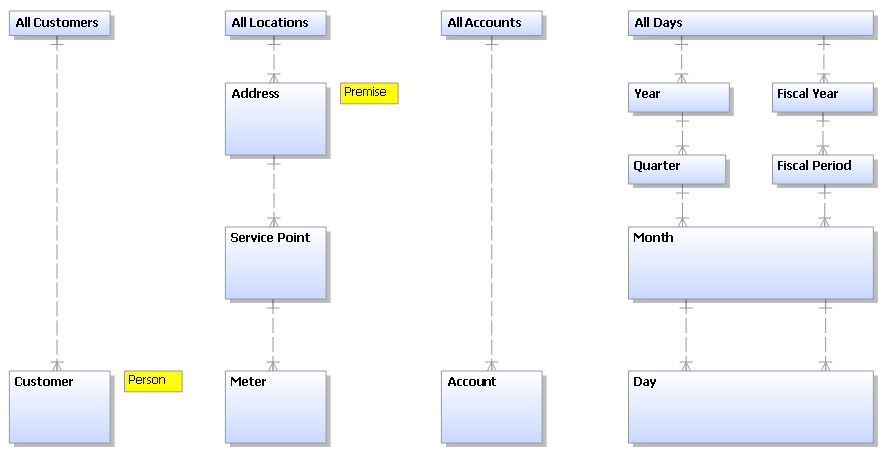 All Customers
All Locations
All Accounts
All Days
Address
Premise
Year
Fiscal Year
Quarter
Fiscal Period
Service Point
Month
Customer
Person
Meter
Account
Day